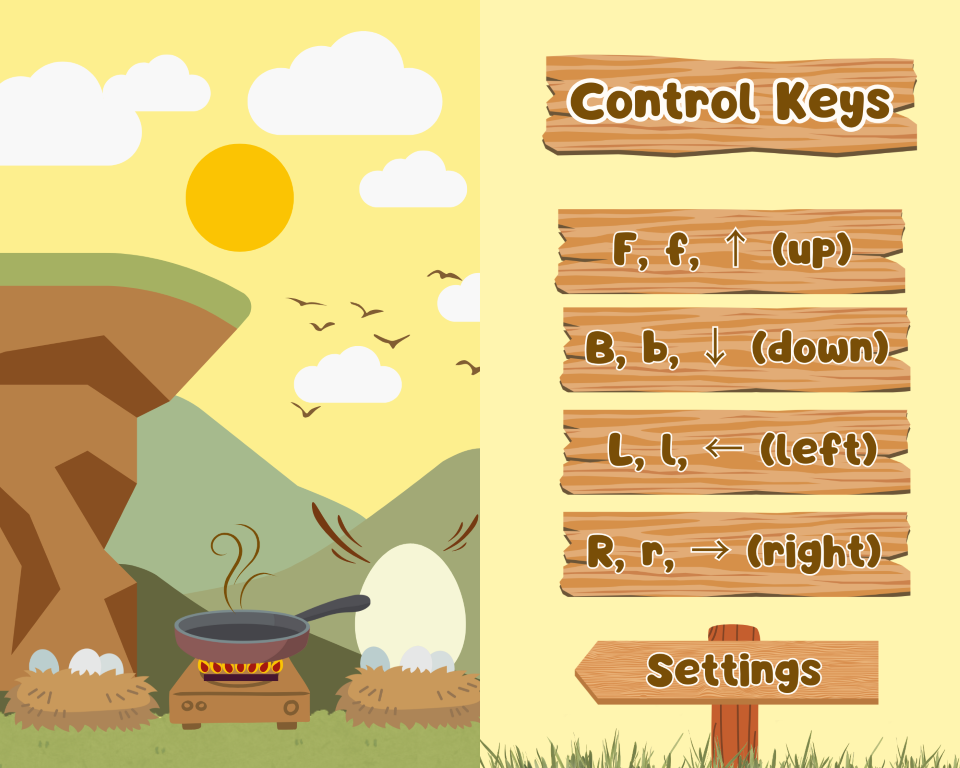 Control Keys
F, f, ↑ (up)
B, b, ↓ (down)
L, l, ← (left)
R, r, → (right)
Settings